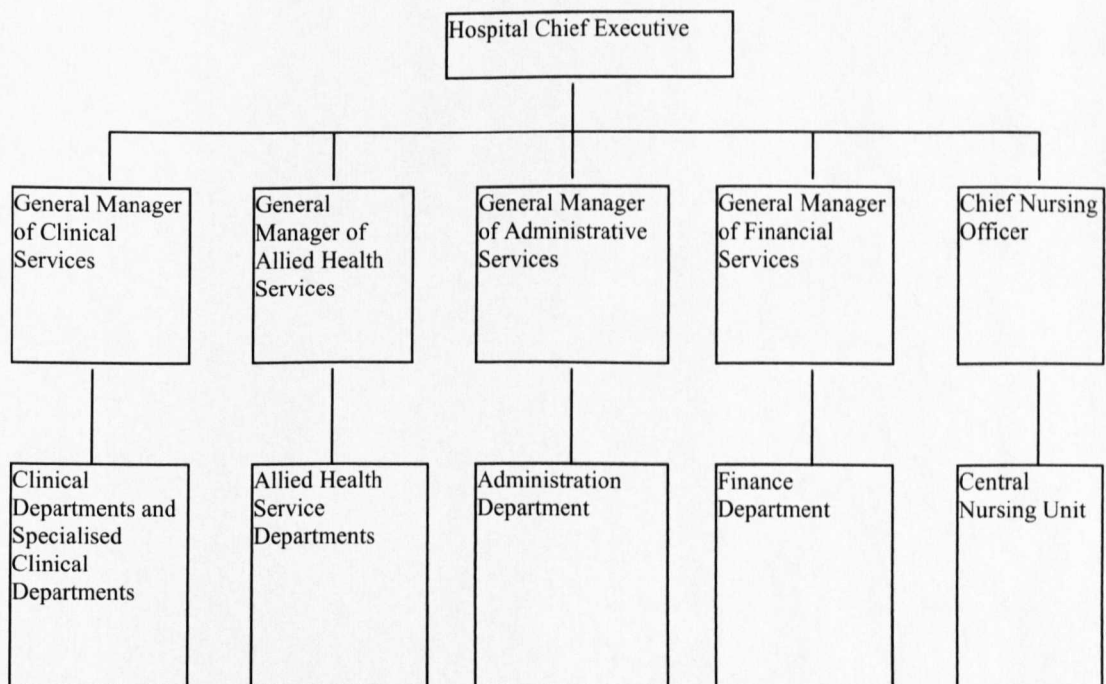 Hospital Chief Executive
General Manager
of Clinical
Services
General
Manager of
Allied Health
Services
General Manager
of Administrative
Services
General Manager
of Financial
Services
Chief Nursing
Officer
Clinical
Departments and
Specialised
Clinical
Departments
Allied Health
Service
Departments
Administration
Department
Finance
Department
Central
Nursing Unit